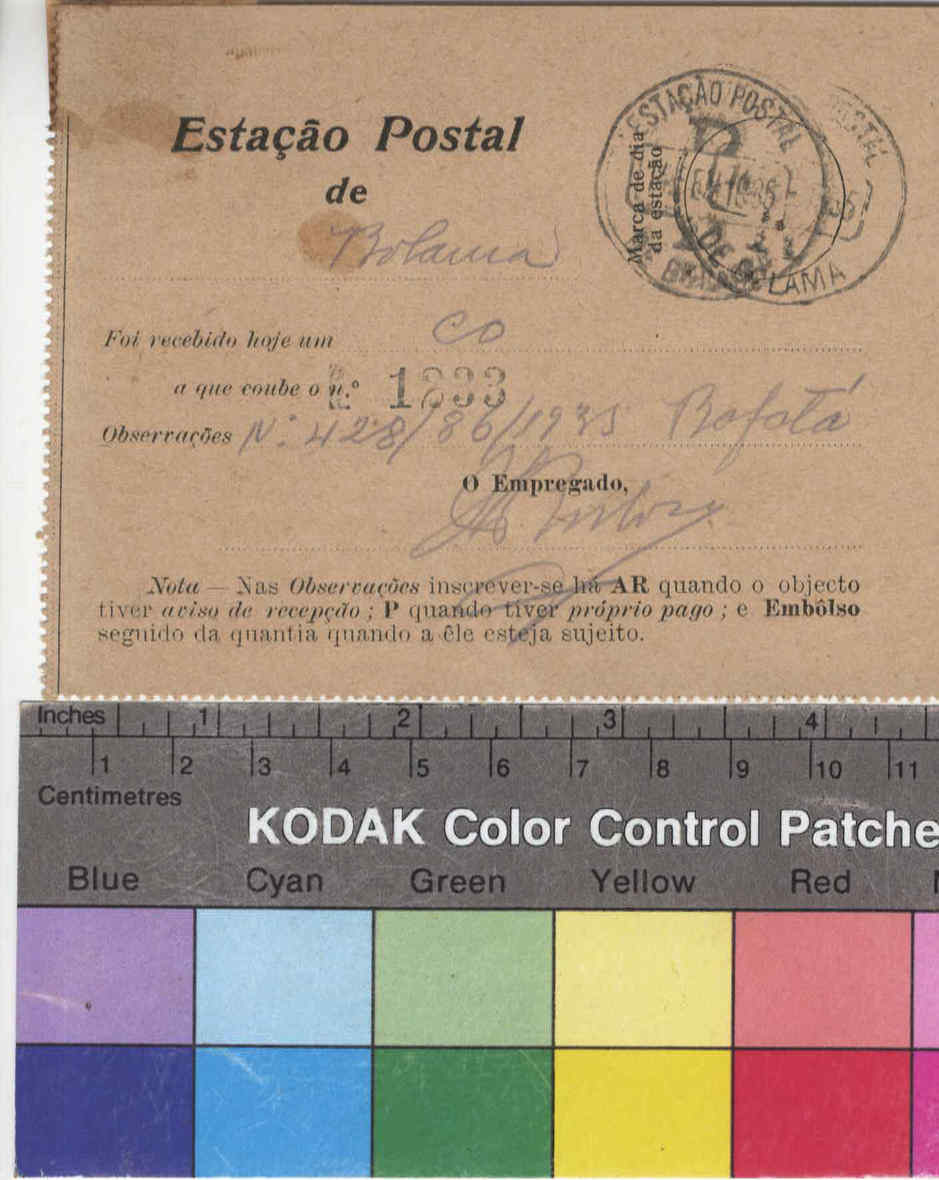 Estação Postal
de
Bolama
ESTAÇÃO POSTAL
DE BOLAMA
Marca de dia
da estação
Foi recebido hoje um CO
a que coube o n.º 1833
Observações N.º 428/86/1935 Bafatá
O Empregado,
Nota — Nas Observações inscrever-se há AR quando o objecto
tiver aviso de recepção ; P quando tiver próprio pago ; e Embôlso
seguido da quantia quando a êle esteja sujeito.
Inches 1 2 3 4
1 2 3 4 5 6 7 8 9 10 11
Centimetres
KODAK Color Control Patche
Blue Cyan Green Yellow Red